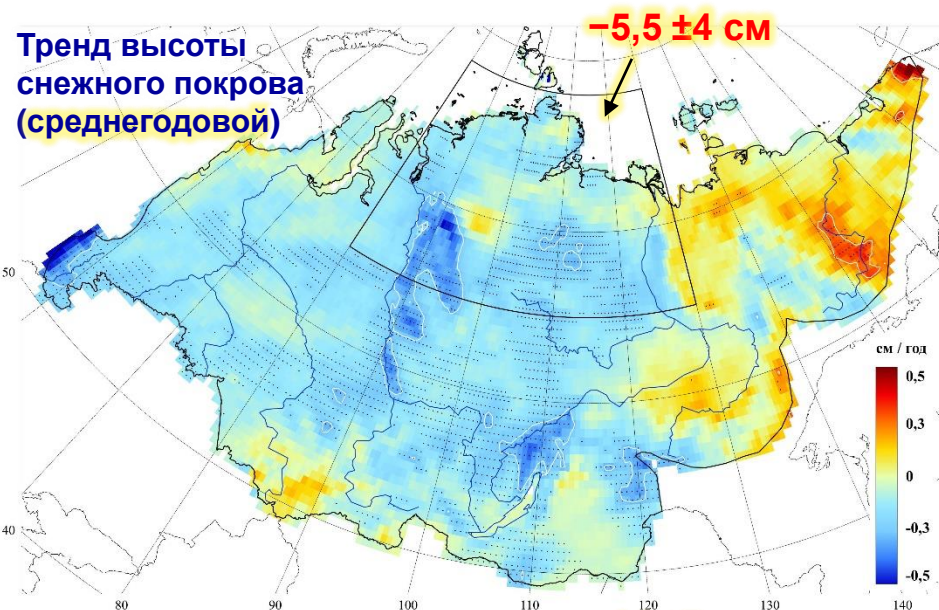 −5,5 ±4 см
Тренд высоты
снежного покрова
(среднегодовой)
50
40
см / год
0,5
0,3
0
-0,3
-0,5
80
90
100
110
120
130
140